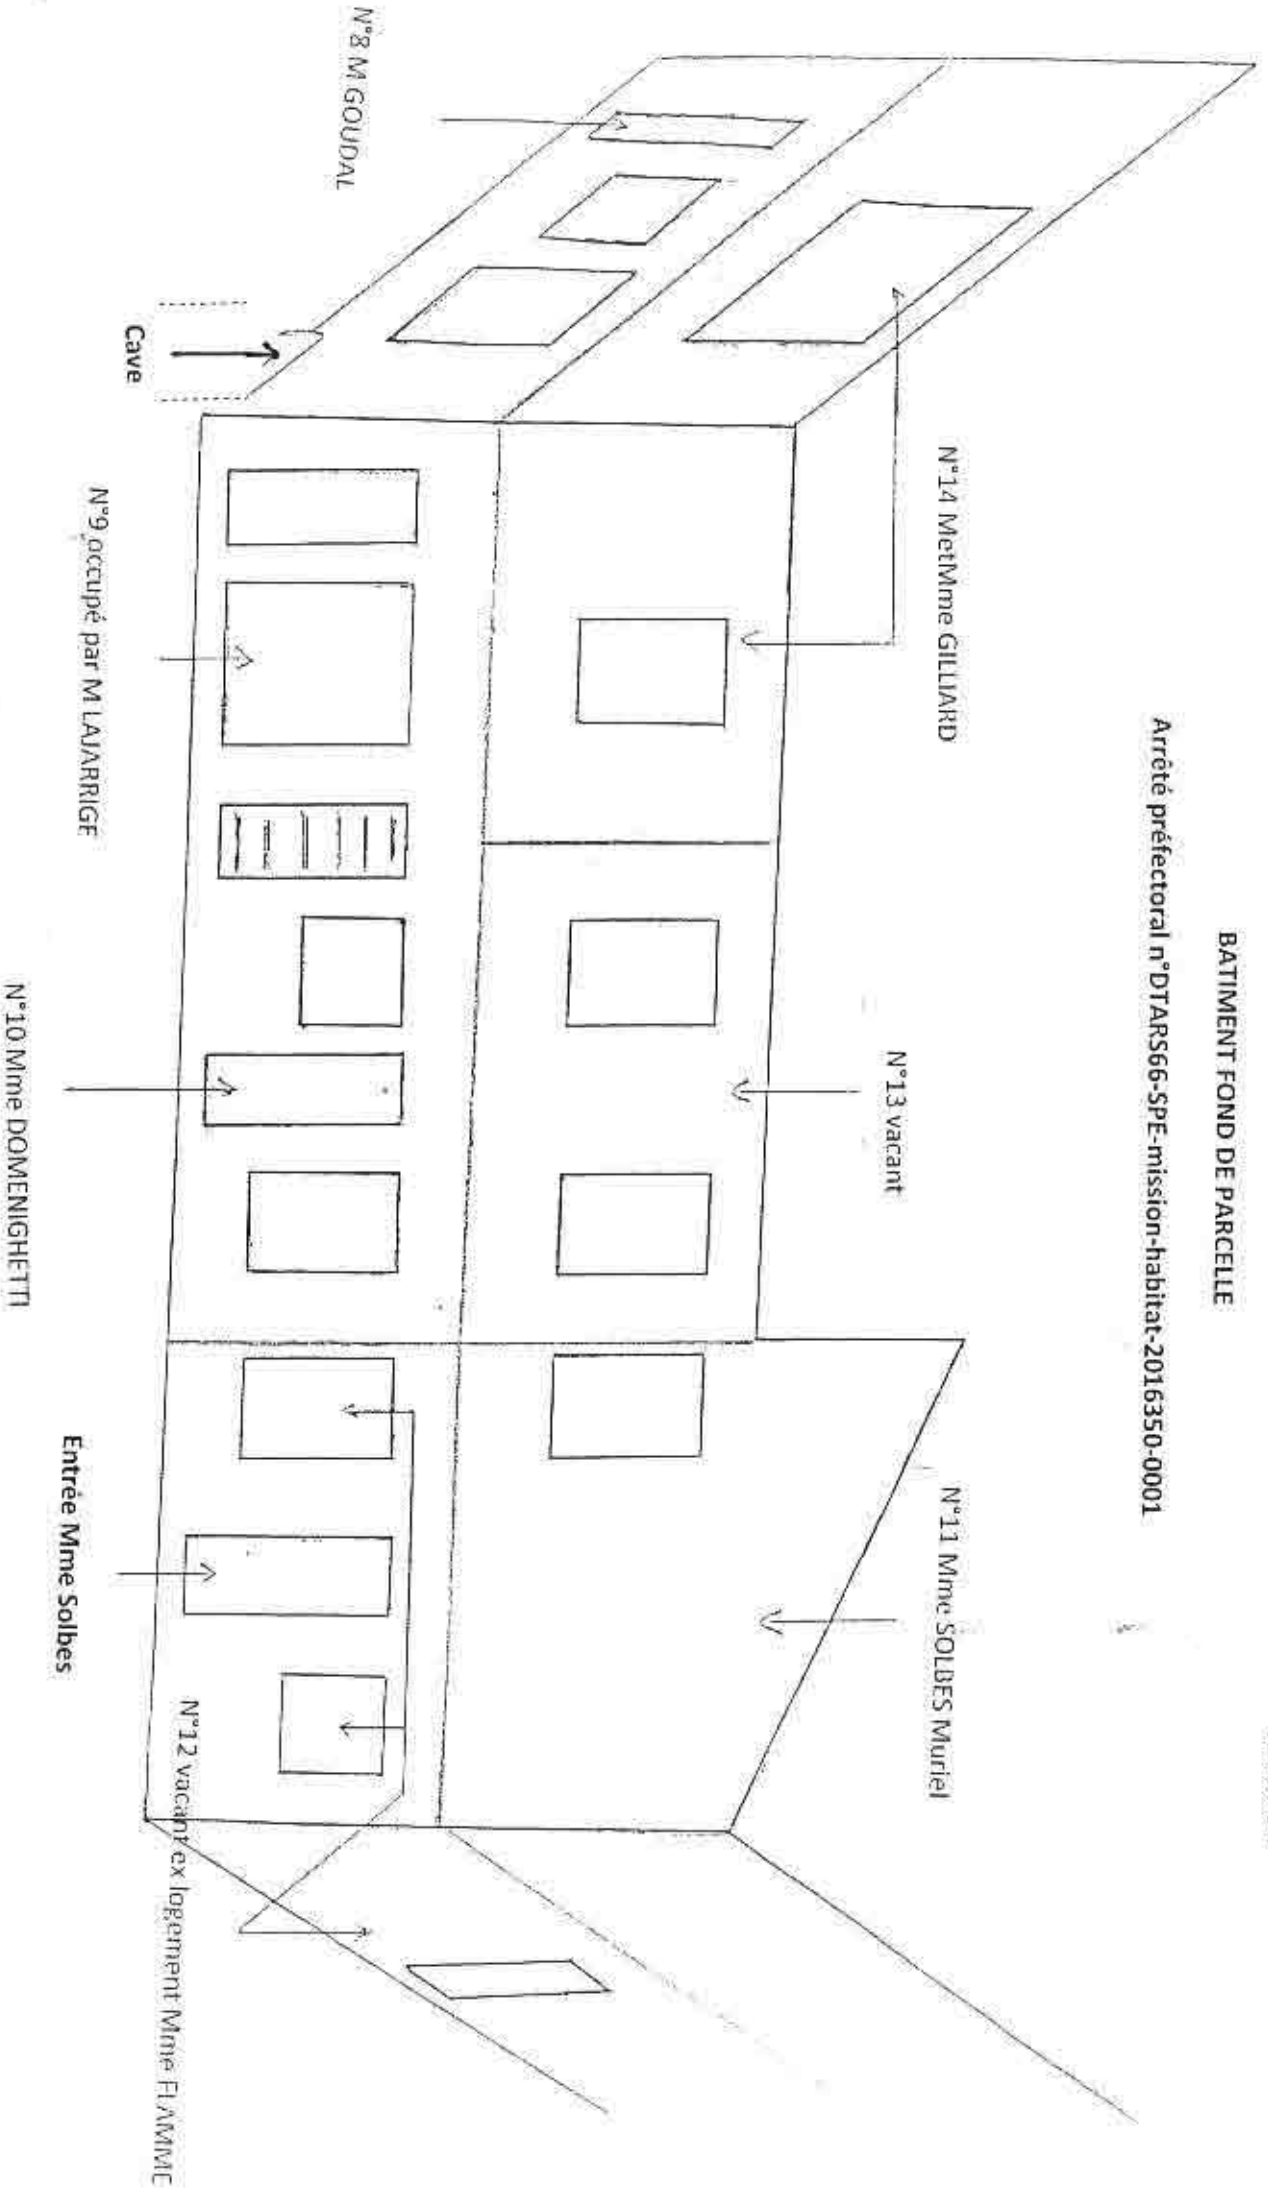 BATIMENT FOND DE PARCELLE
Arrêté préfectoral n°DTARS66-SPE-mission-habitat-2016350-0001
N°14 MetMme GILLIARD
N°13 vacant
N°11 Mme SOLBES Muriel
N°8 M GOUDAL
Cave
N°9 occupé par M LAJARRIGE
N°10 Mme DOMENIGHETTI
Entrée Mme Solbes
N°12 vacant ex logement Mme FLAMME